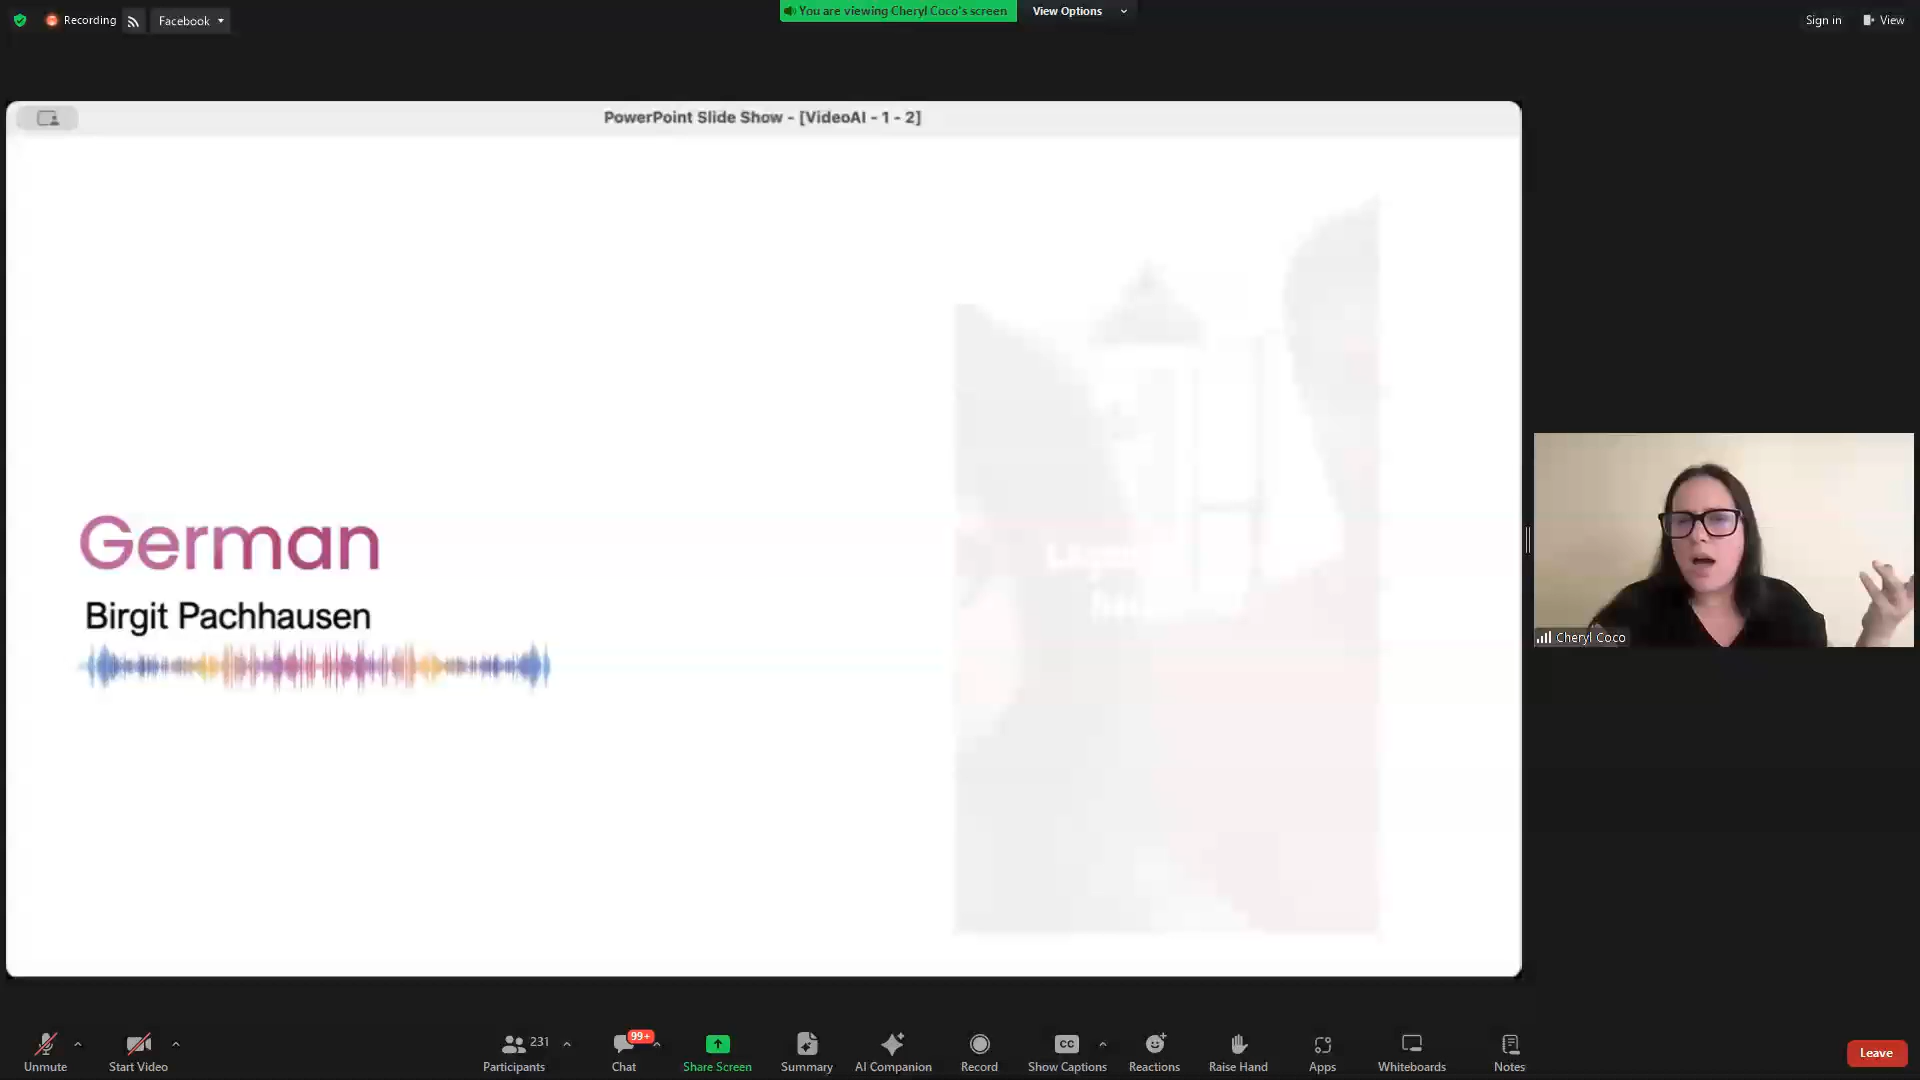 Recording
Facebook
You are viewing Cheryl Coco's screen
View Options
Sign in
View
PowerPoint Slide Show - [VideoAI - 1 - 2]
German
Birgit Pachhausen
Cheryl Coco
Unmute
Start Video
231
Participants
99+
Chat
Share Screen
Summary
AI Companion
Record
CC
Show Captions
Reactions
Raise Hand
Apps
Whiteboards
Notes
Leave